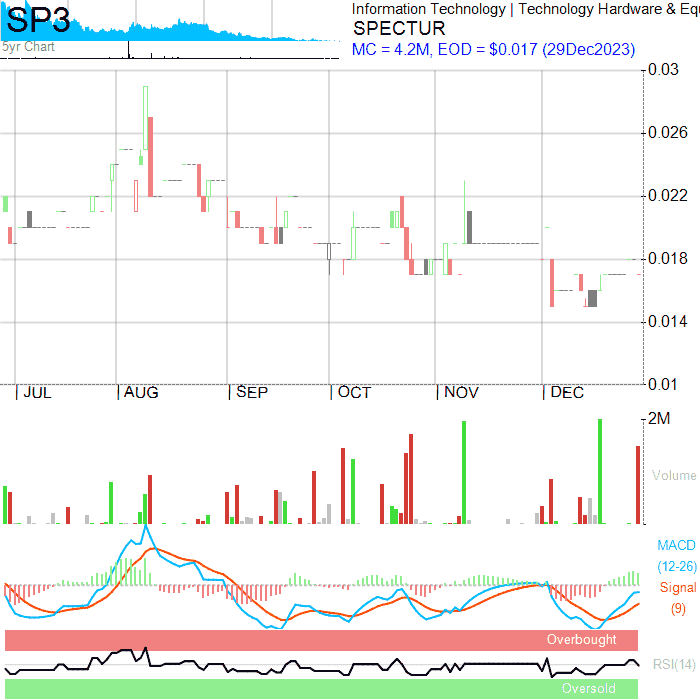 SP3
5yr Chart
Information Technology | Technology Hardware & Equ
SPECTUR
MC = 4.2M, EOD = $0.017 (29Dec2023)
0.03
0.026
0.022
0.018
0.014
0.01
| JUL | AUG | SEP | OCT | NOV | DEC
2M
Volume
MACD
(12-26)
Signal
(9)
Overbought
RSI(14)
Oversold